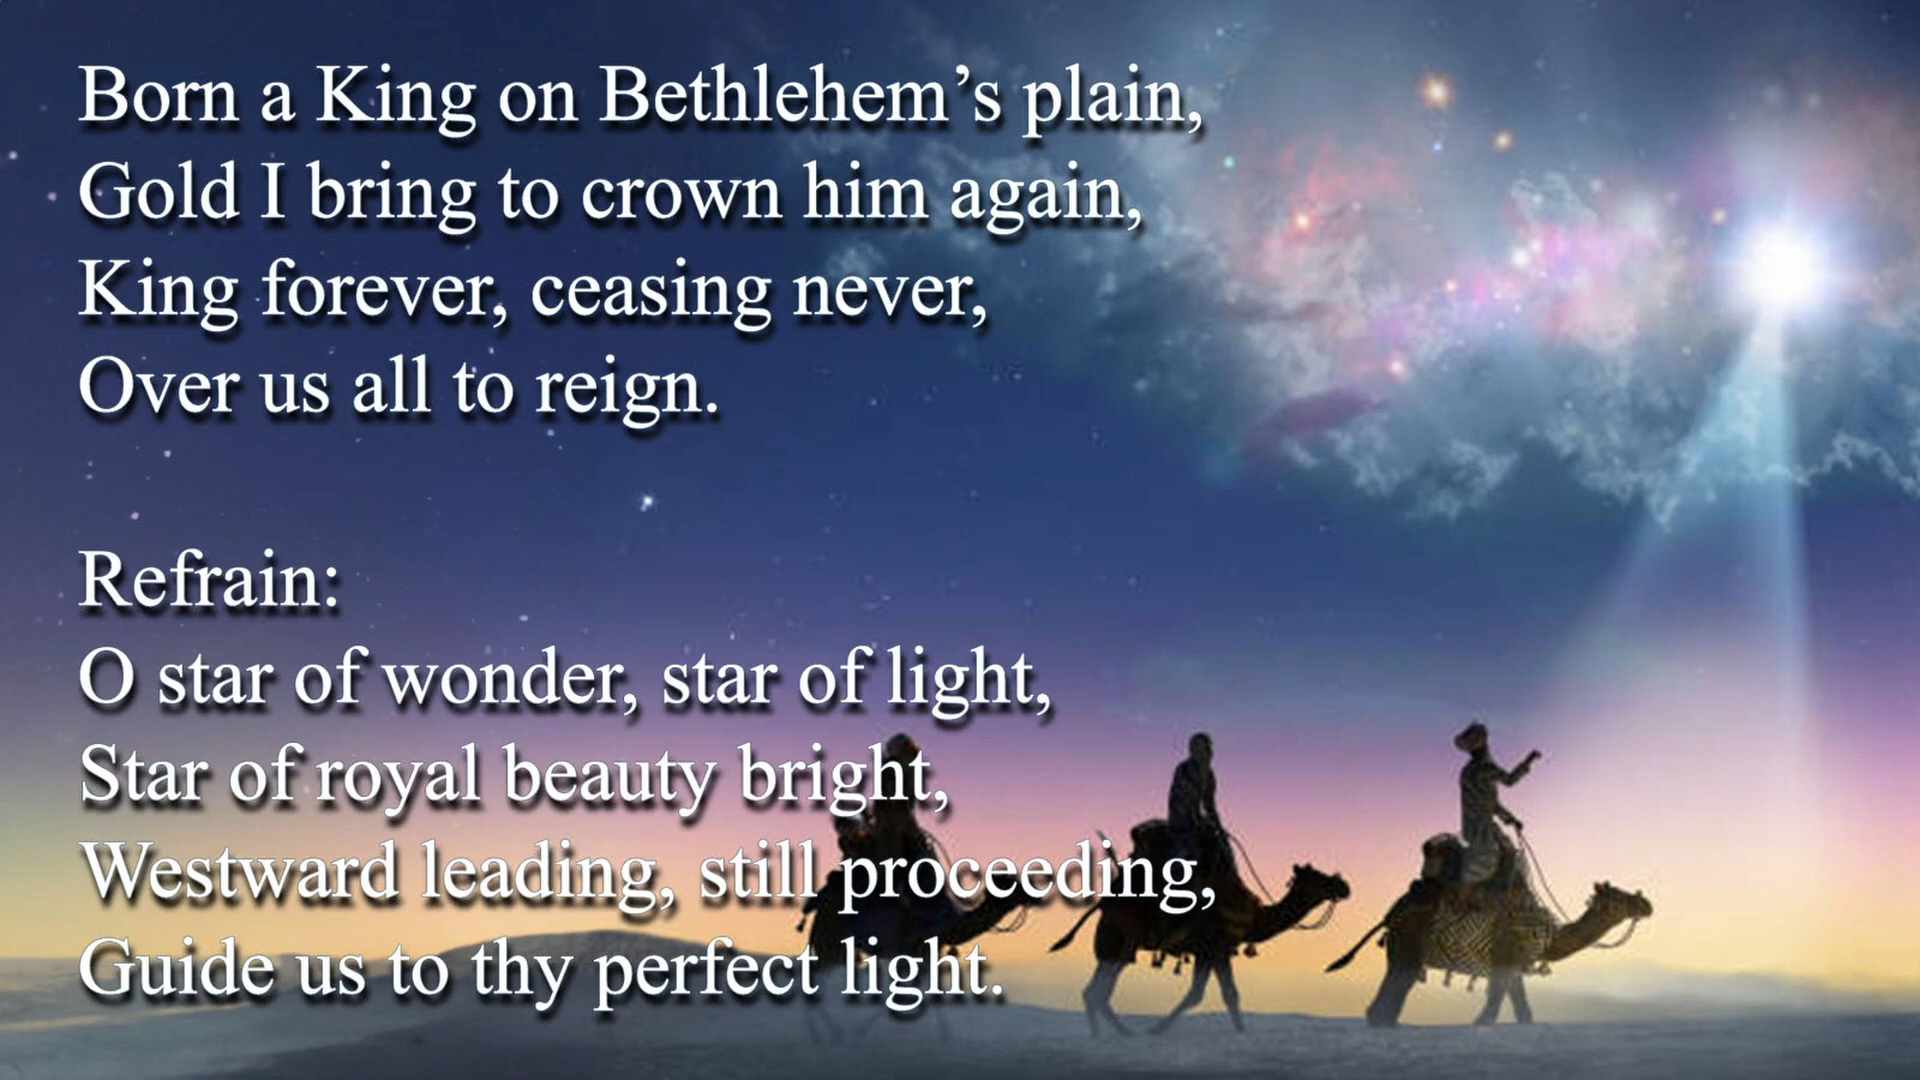 Born a King on Bethlehem’s plain,
Gold I bring to crown him again,
King forever, ceasing never,
Over us all to reign.
Refrain:
O star of wonder, star of light,
Star of royal beauty bright,
Westward leading, still proceeding,
Guide us to thy perfect light.